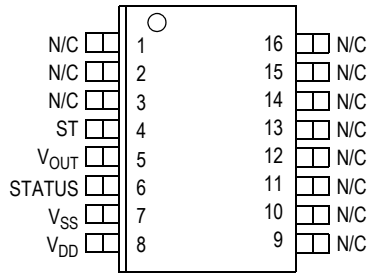 N/C 1 16 N/C
N/C 2 15 N/C
N/C 3 14 N/C
ST 4 13 N/C
VOUT 5 12 N/C
STATUS 6 11 N/C
VSS 7 10 N/C
VDD 8 9 N/C